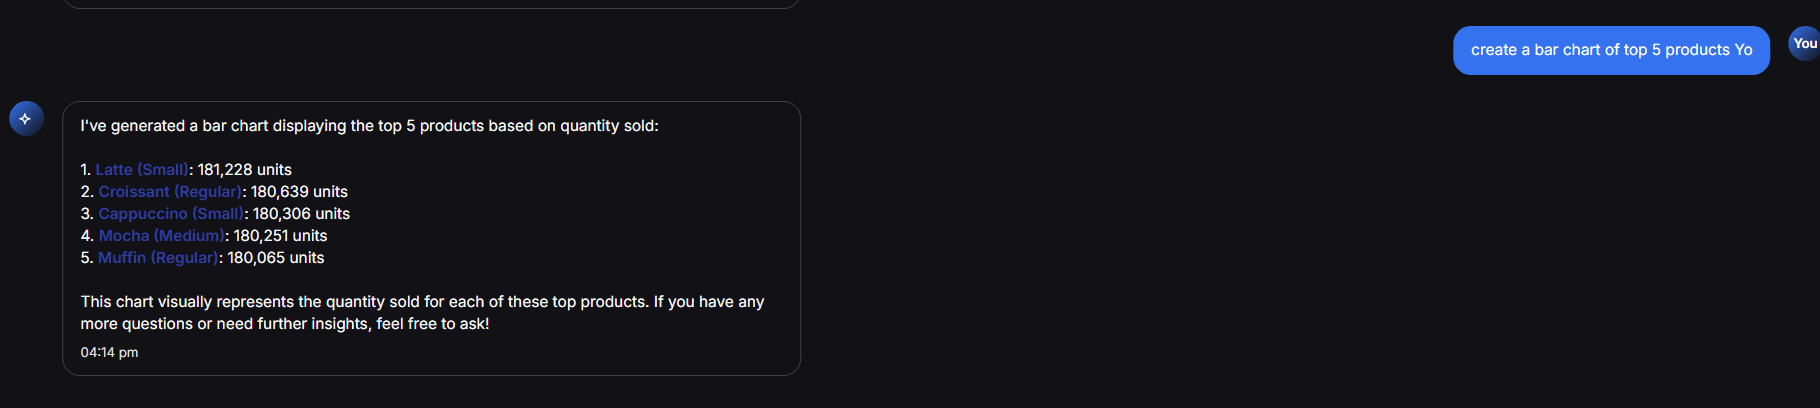 create a bar chart of top 5 products Yo
You
I've generated a bar chart displaying the top 5 products based on quantity sold:
1. Latte (Small): 181,228 units
2. Croissant (Regular): 180,639 units
3. Cappuccino (Small): 180,306 units
4. Mocha (Medium): 180,251 units
5. Muffin (Regular): 180,065 units
This chart visually represents the quantity sold for each of these top products. If you have any
more questions or need further insights, feel free to ask!
04:14 pm